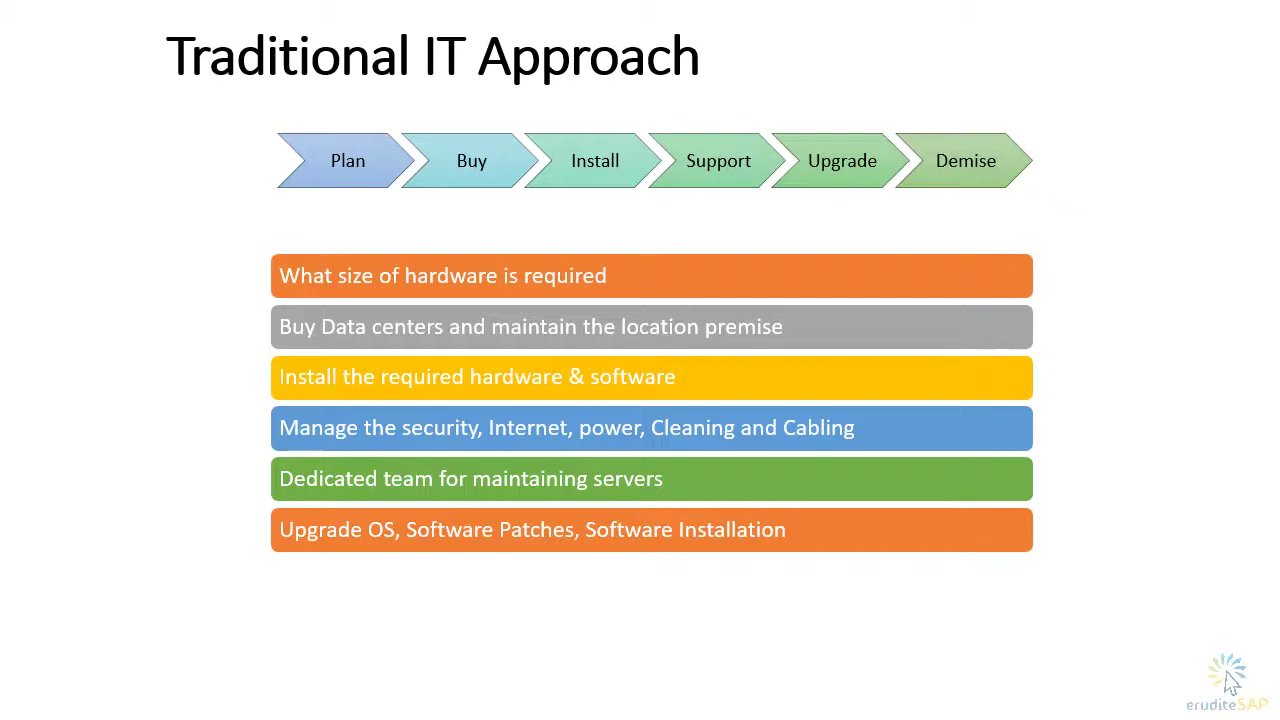 Traditional IT Approach
Plan
Buy
Install
Support
Upgrade
Demise
What size of hardware is required
Buy Data centers and maintain the location premise
Install the required hardware & software
Manage the security, Internet, power, Cleaning and Cabling
Dedicated team for maintaining servers
Upgrade OS, Software Patches, Software Installation
eruditeSAP